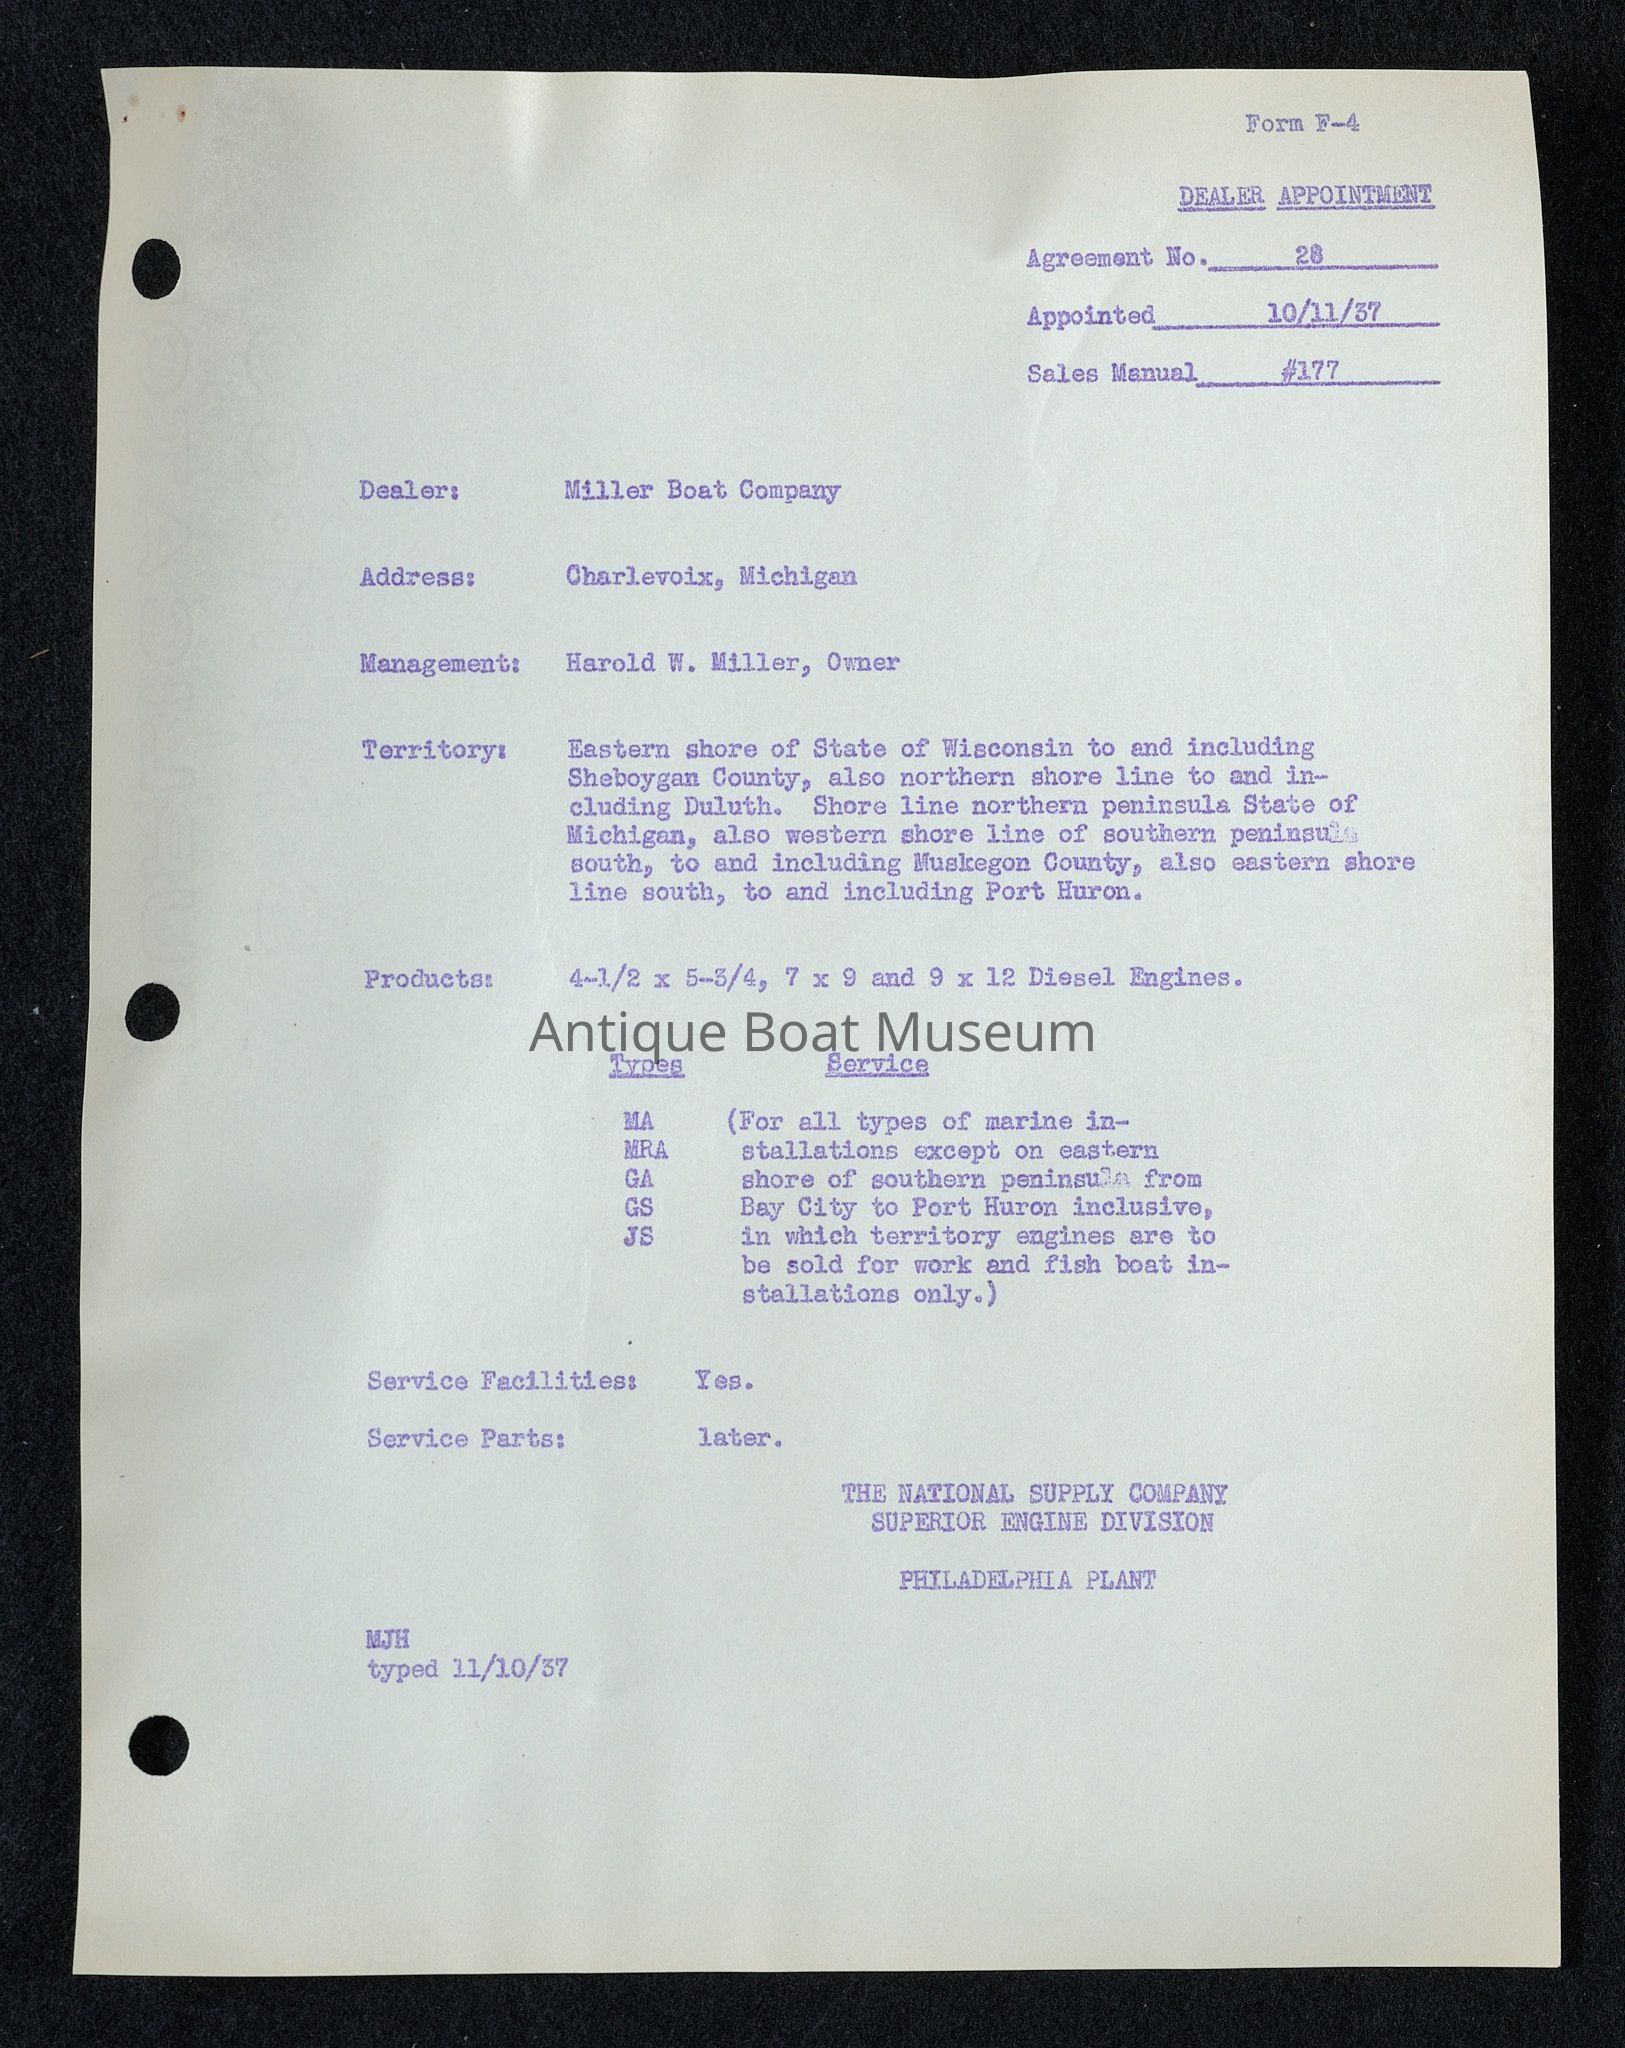 Form F-4
DEALER APPOINTMENT
Agreement No. 28
Appointed 10/11/37
Sales Manual #177
Dealer: Miller Boat Company
Address: Charlevoix, Michigan
Management: Harold W. Miller, Owner
Territory: Eastern shore of State of Wisconsin to and including
Sheboygan County, also northern shore line to and in-
cluding Duluth. Shore line northern peninsula State of
Michigan, also western shore line of southern peninsula
south, to and including Muskegon County, also eastern shore
line south, to and including Port Huron.
Products: 4-1/2 x 5-3/4, 7 x 9 and 9 x 12 Diesel Engines.
Antique Boat Museum
Types Service
MA (For all types of marine in-
MRA stallations except on eastern
GA shore of southern peninsula from
GS Bay City to Port Huron inclusive,
JS in which territory engines are to
be sold for work and fish boat in-
stallations only.)
Service Facilities: Yes.
Service Parts: later.
THE NATIONAL SUPPLY COMPANY
SUPERIOR ENGINE DIVISION
PHILADELPHIA PLANT
MJH
typed 11/10/37